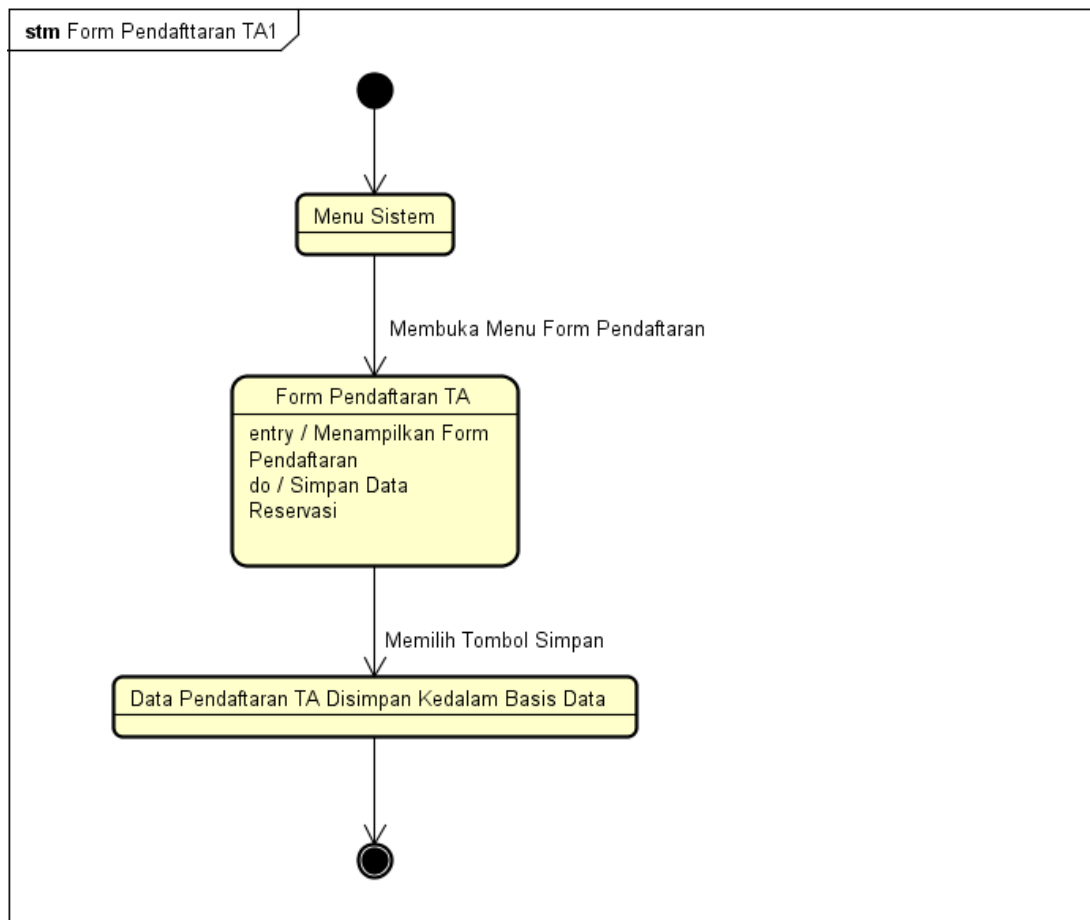 stm Form Pendafttaran TA1
Menu Sistem
Membuka Menu Form Pendaftaran
Form Pendaftaran TA
entry / Menampilkan Form
Pendaftaran
do / Simpan Data
Reservasi
Memilih Tombol Simpan
Data Pendaftaran TA Disimpan Kedalam Basis Data